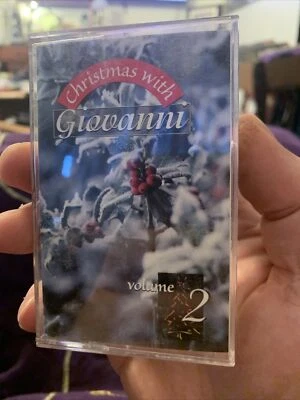 Christmas with
Giovanni
volume
2